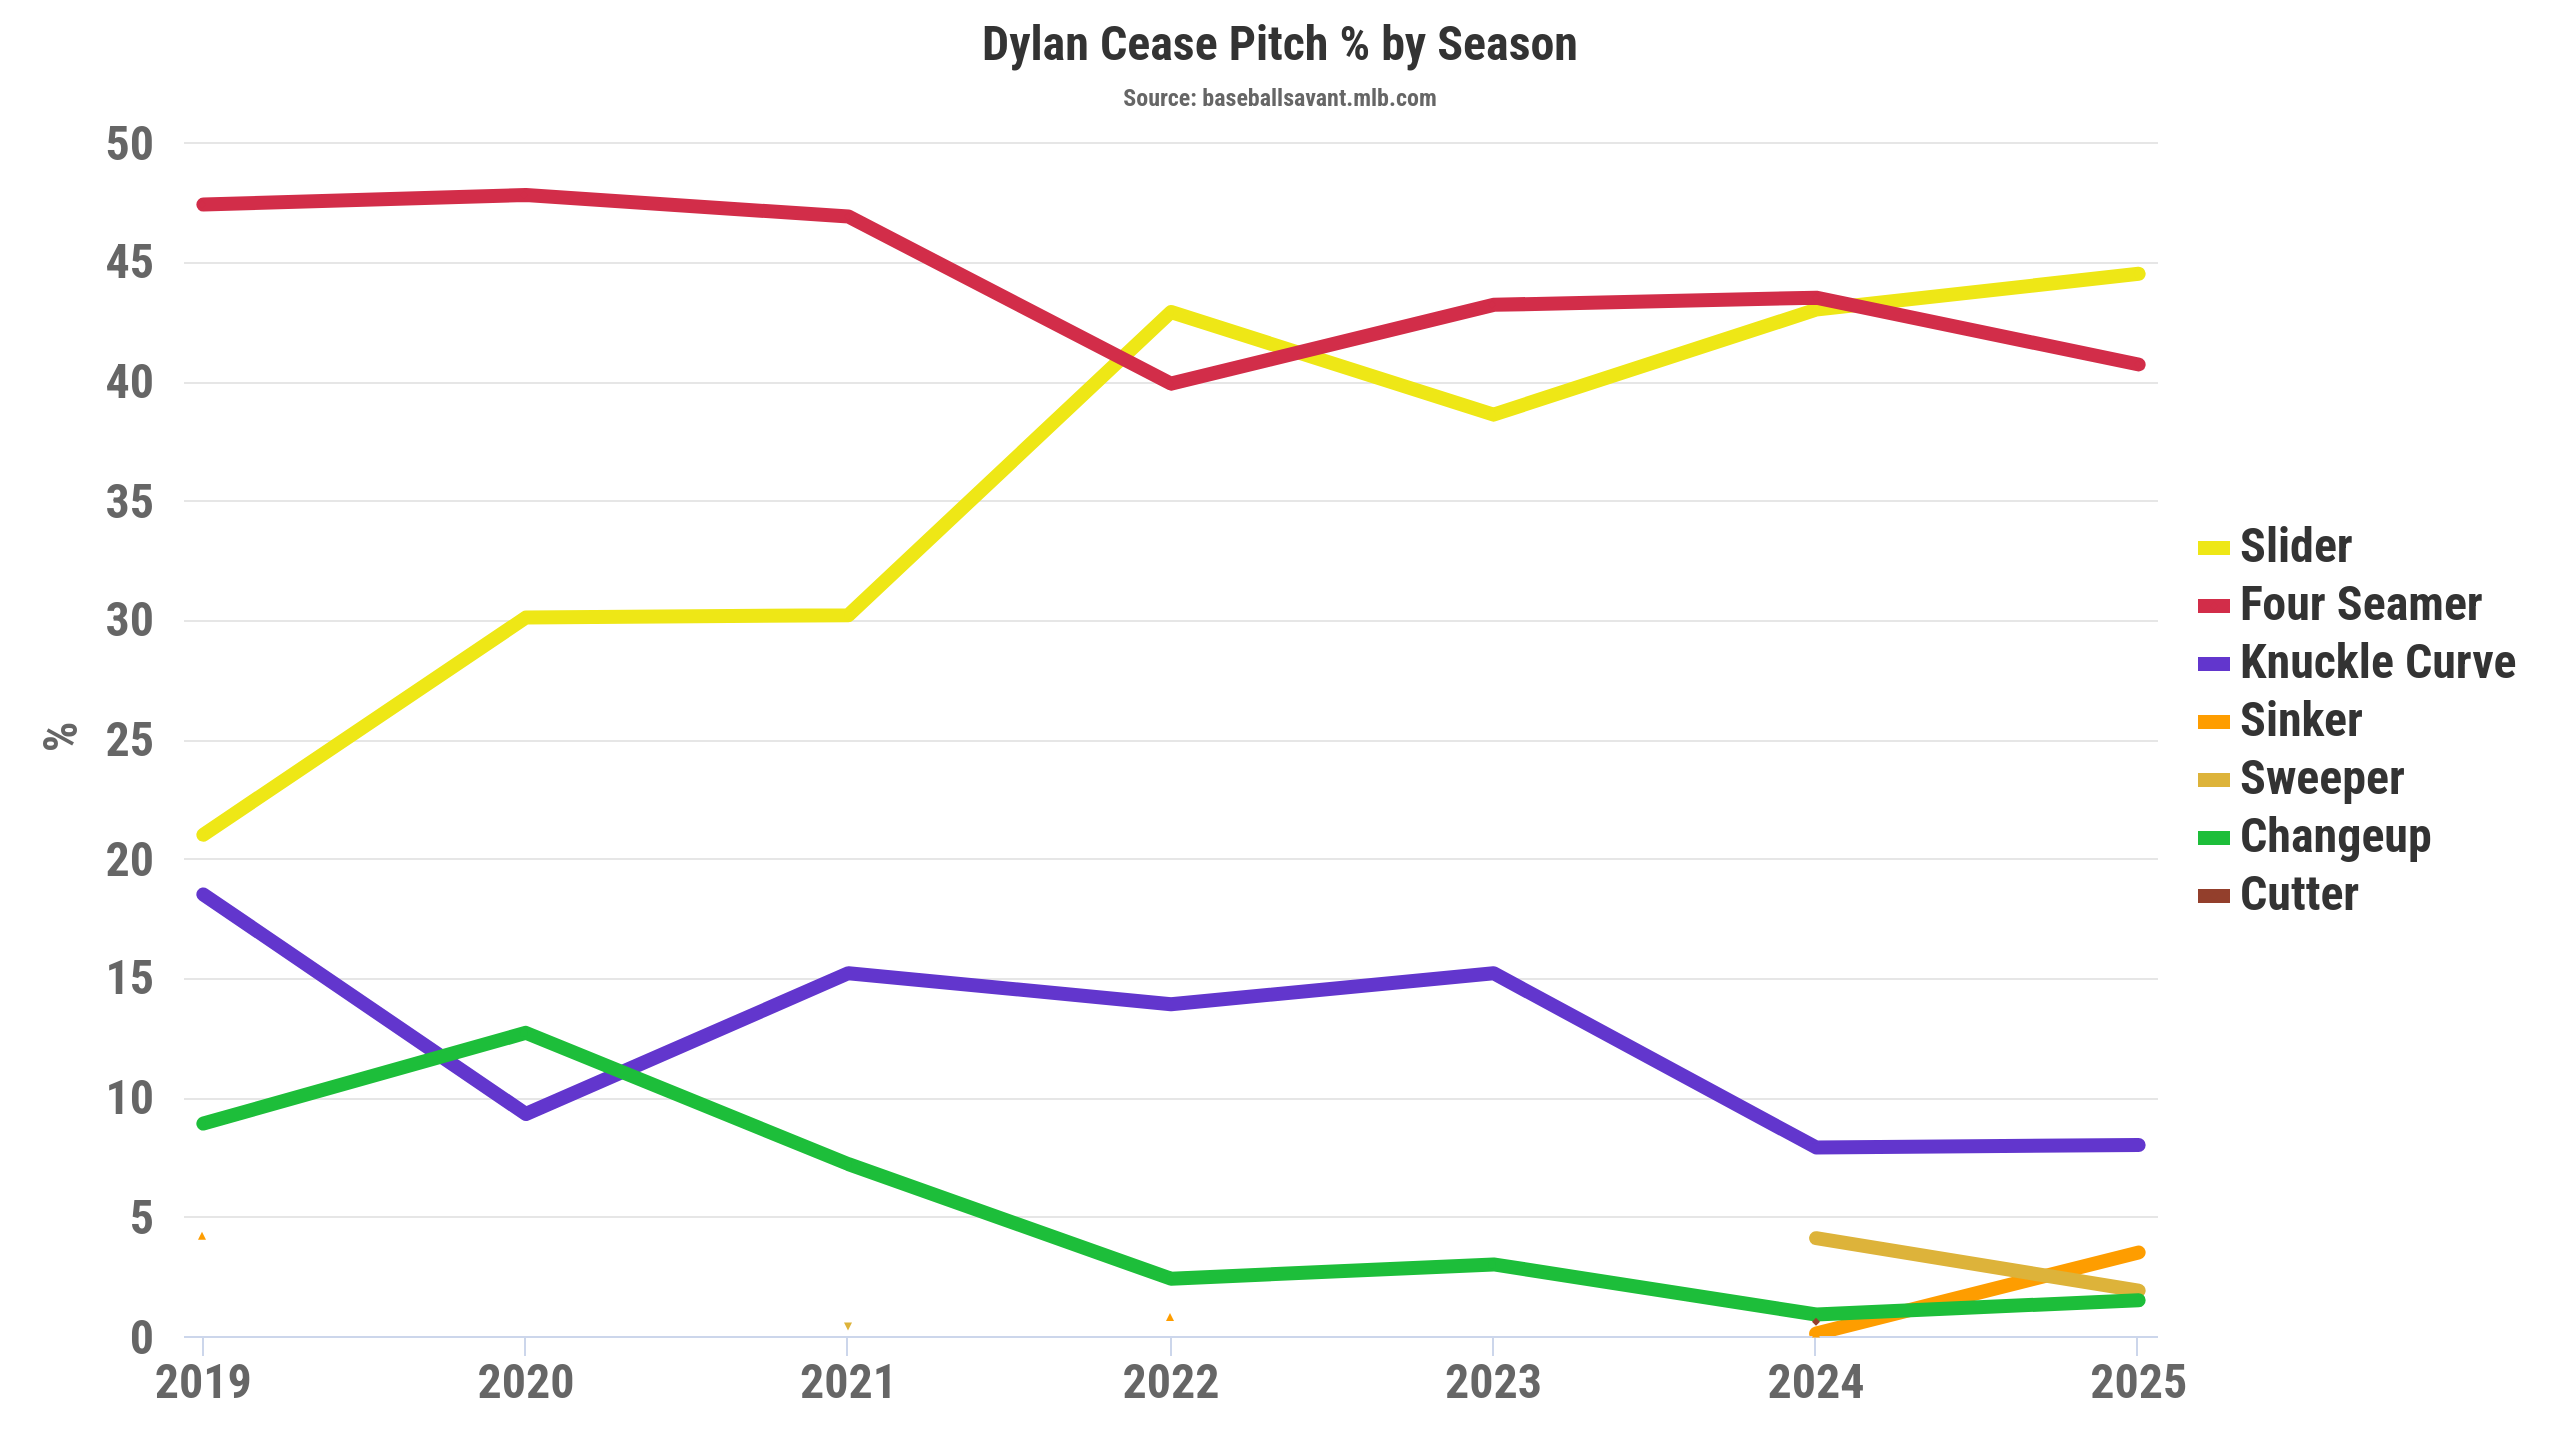 Dylan Cease Pitch % by Season
Source: baseballsavant.mlb.com
50
45
40
35
30
25
20
15
10
5
0
%
2019 2020 2021 2022 2023 2024 2025
Slider
Four Seamer
Knuckle Curve
Sinker
Sweeper
Changeup
Cutter